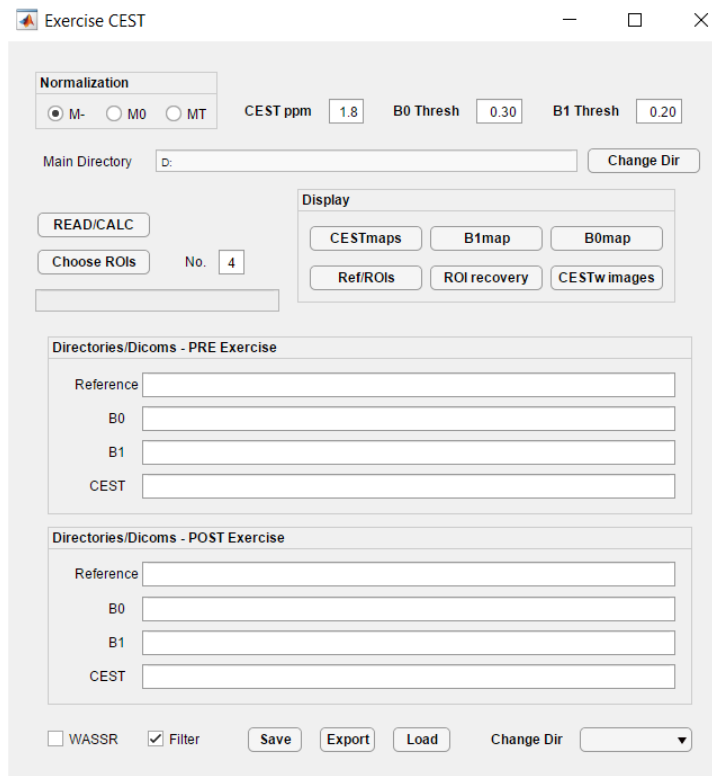 Exercise CEST
Normalization
M- M0 MT
CEST ppm 1.8 B0 Thresh 0.30 B1 Thresh 0.20
Main Directory D: Change Dir
Display
READ/CALC
CESTmaps B1map B0map
Choose ROIs No. 4
Ref/ROIs ROI recovery CESTw images
Directories/Dicoms - PRE Exercise
Reference
B0
B1
CEST
Directories/Dicoms - POST Exercise
Reference
B0
B1
CEST
WASSR Filter Save Export Load Change Dir